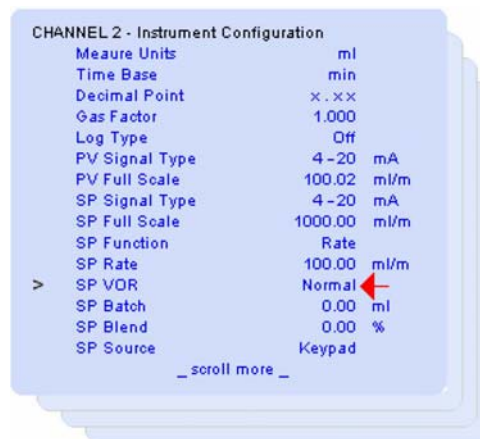 CHANNEL 2 - Instrument Configuration
Meaure Units ml
Time Base min
Decimal Point x.xx
Gas Factor 1.000
Log Type Off
PV Signal Type 4-20 mA
PV Full Scale 100.02 ml/m
SP Signal Type 4-20 mA
SP Full Scale 1000.00 ml/m
SP Function Rate
SP Rate 100.00 ml/m
> SP VOR Normal
SP Batch 0.00 ml
SP Blend 0.00 %
SP Source Keypad
_ scroll more _